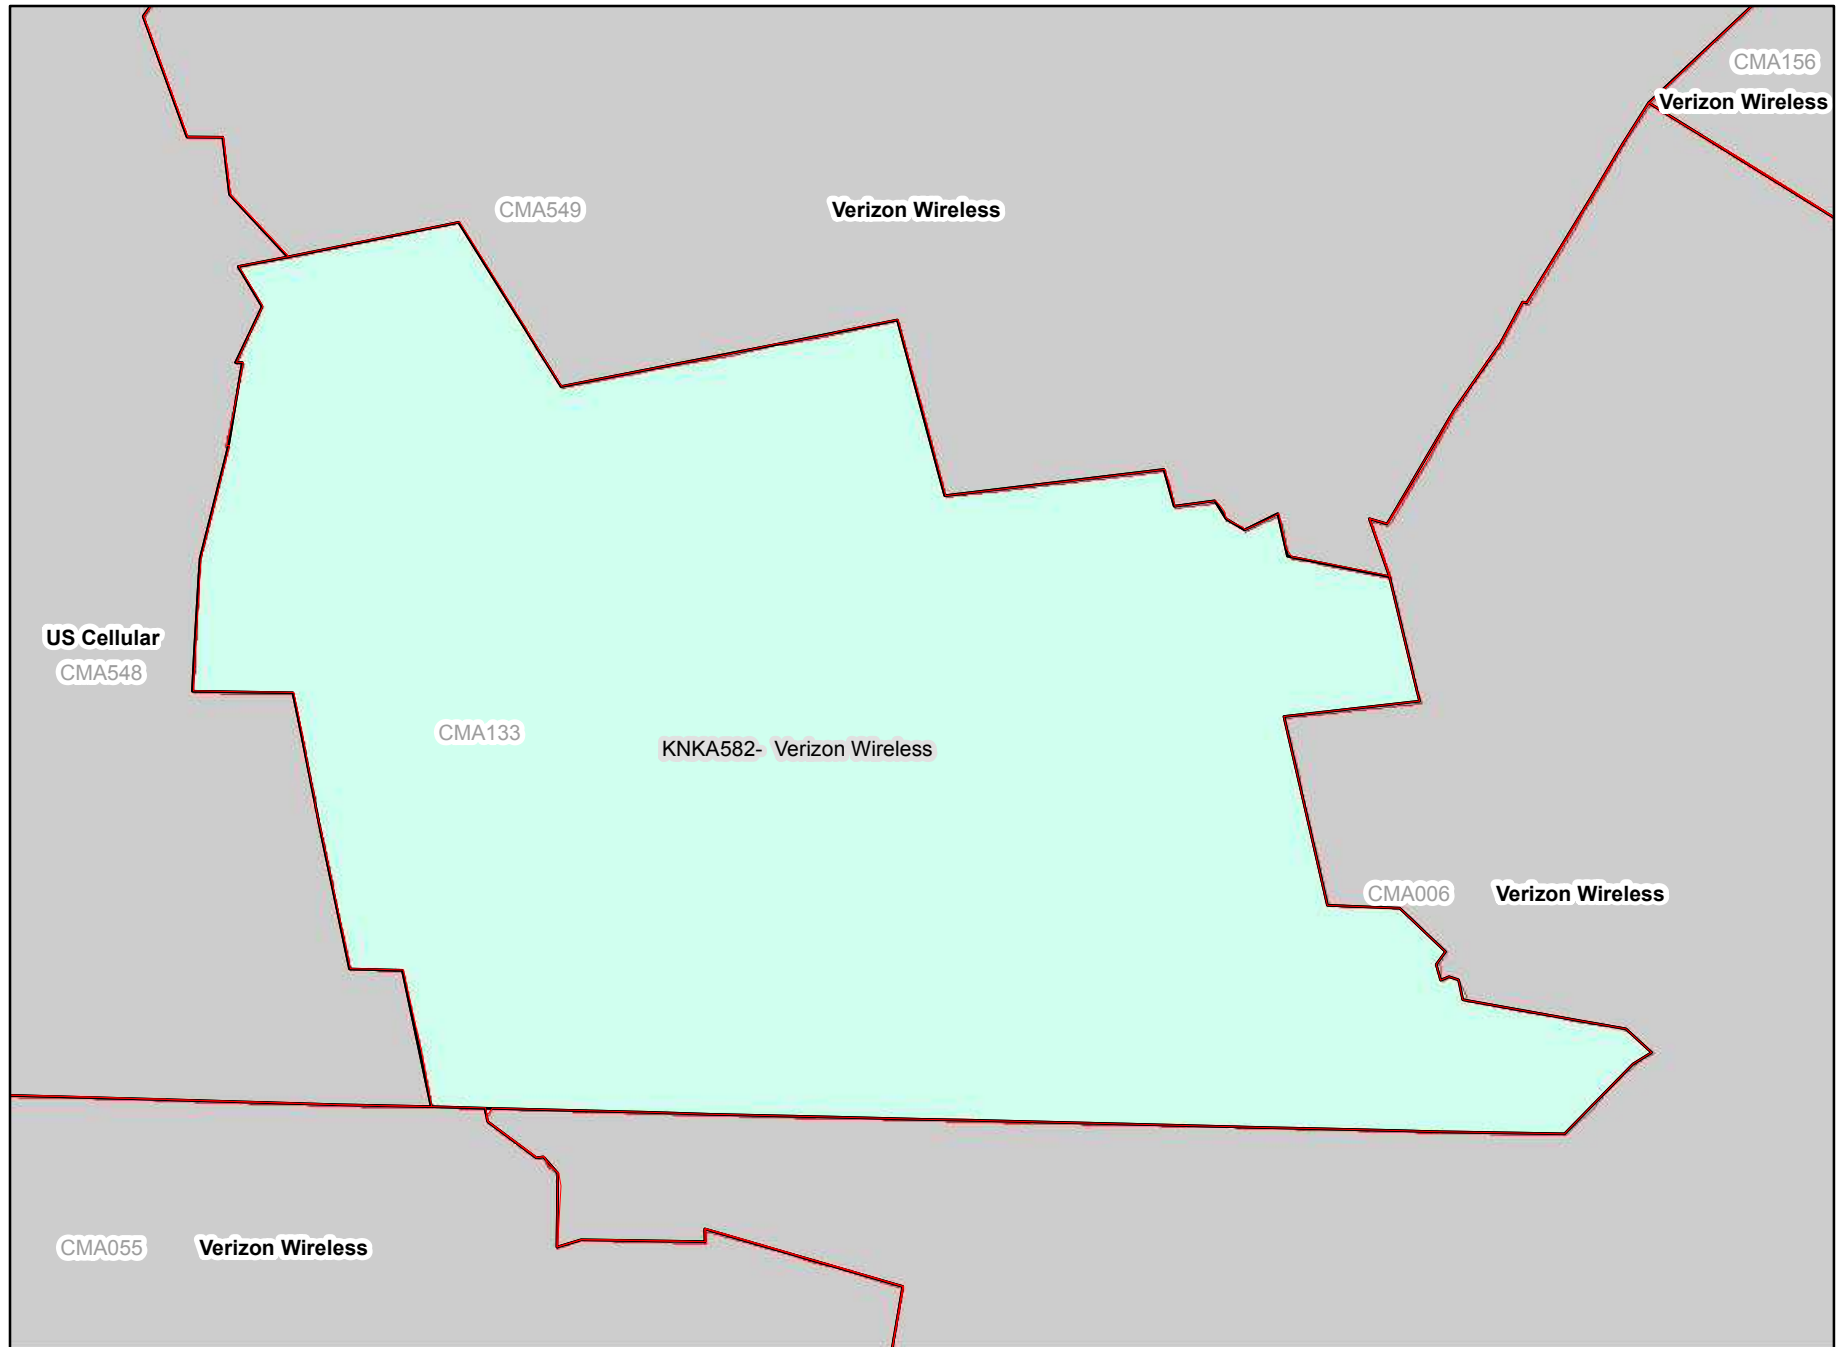 CMA156
Verizon Wireless
CMA549 Verizon Wireless
US Cellular
CMA548
CMA133
KNKA582- Verizon Wireless
CMA006 Verizon Wireless
CMA055 Verizon Wireless